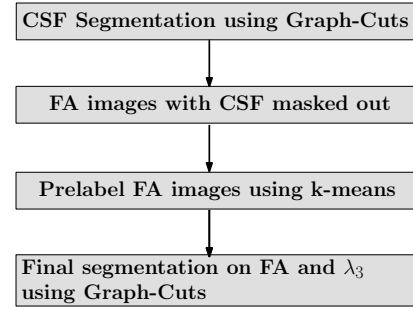 CSF Segmentation using Graph-Cuts
FA images with CSF masked out
Prelabel FA images using k-means
Final segmentation on FA and λ₃
using Graph-Cuts